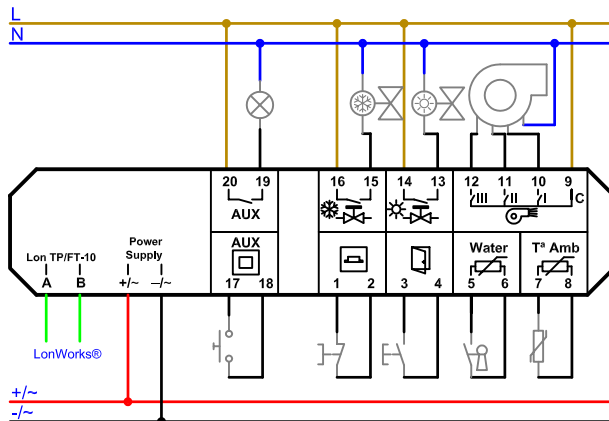 L
N
20 19 16 15 14 13 12 11 10 9
III II I C
AUX
Lon TP/FT-10 Power Supply AUX Water Tª Amb
A B +/~ —/~ 17 18 1 2 3 4 5 6 7 8
LonWorks®
+/~
-/~